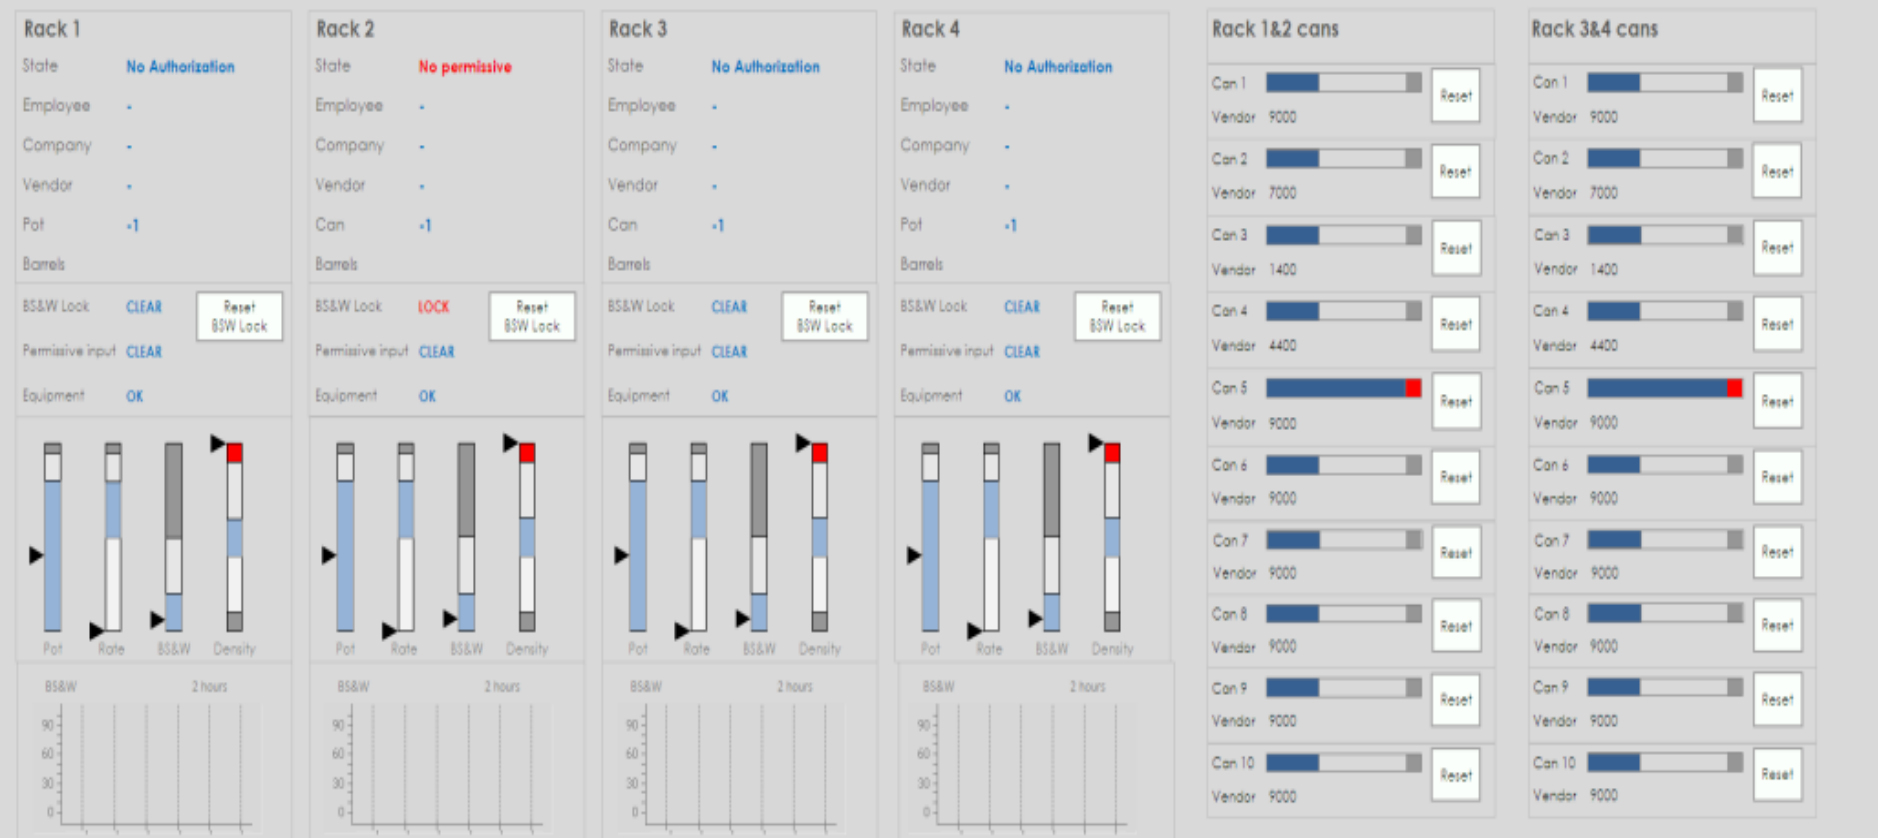 Rack 1
State No Authorization
Employee -
Company -
Vendor -
Pot -1
Barrels
BS&W Lock CLEAR
Reset
BSW Lock
Permissive input CLEAR
Equipment OK
Pot Rate BS&W Density
BS&W 2 hours
90
60
30
0
Rack 2
State No permissive
Employee -
Company -
Vendor -
Can -1
Barrels
BS&W Lock LOCK
Reset
BSW Lock
Permissive input CLEAR
Equipment OK
Pot Rate BS&W Density
BS&W 2 hours
90
60
30
0
Rack 3
State No Authorization
Employee -
Company -
Vendor -
Can -1
Barrels
BS&W Lock CLEAR
Reset
BSW Lock
Permissive input CLEAR
Equipment OK
Pot Rate BS&W Density
BS&W 2 hours
90
60
30
0
Rack 4
State No Authorization
Employee -
Company -
Vendor -
Pot -1
Barrels
BS&W Lock CLEAR
Reset
BSW Lock
Permissive input CLEAR
Equipment OK
Pot Rate BS&W Density
BS&W 2 hours
90
60
30
0
Rack 1&2 cans
Can 1
Reset
Vendor 9000
Can 2
Reset
Vendor 7000
Can 3
Reset
Vendor 1400
Can 4
Reset
Vendor 4400
Can 5
Reset
Vendor 9000
Can 6
Reset
Vendor 9000
Can 7
Reset
Vendor 9000
Can 8
Reset
Vendor 9000
Can 9
Reset
Vendor 9000
Can 10
Reset
Vendor 9000
Rack 3&4 cans
Can 1
Reset
Vendor 9000
Can 2
Reset
Vendor 7000
Can 3
Reset
Vendor 1400
Can 4
Reset
Vendor 4400
Can 5
Reset
Vendor 9000
Can 6
Reset
Vendor 9000
Can 7
Reset
Vendor 9000
Can 8
Reset
Vendor 9000
Can 9
Reset
Vendor 9000
Can 10
Reset
Vendor 9000